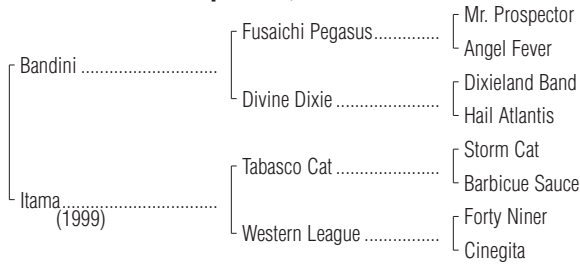 Mr. Prospector
Fusaichi Pegasus..............
Angel Fever
Bandini .............................
Dixieland Band
Divine Dixie ......................
Hail Atlantis
Storm Cat
Tabasco Cat ......................
Barbicue Sauce
Itama.................................
(1999)
Forty Niner
Western League ................
Cinegita